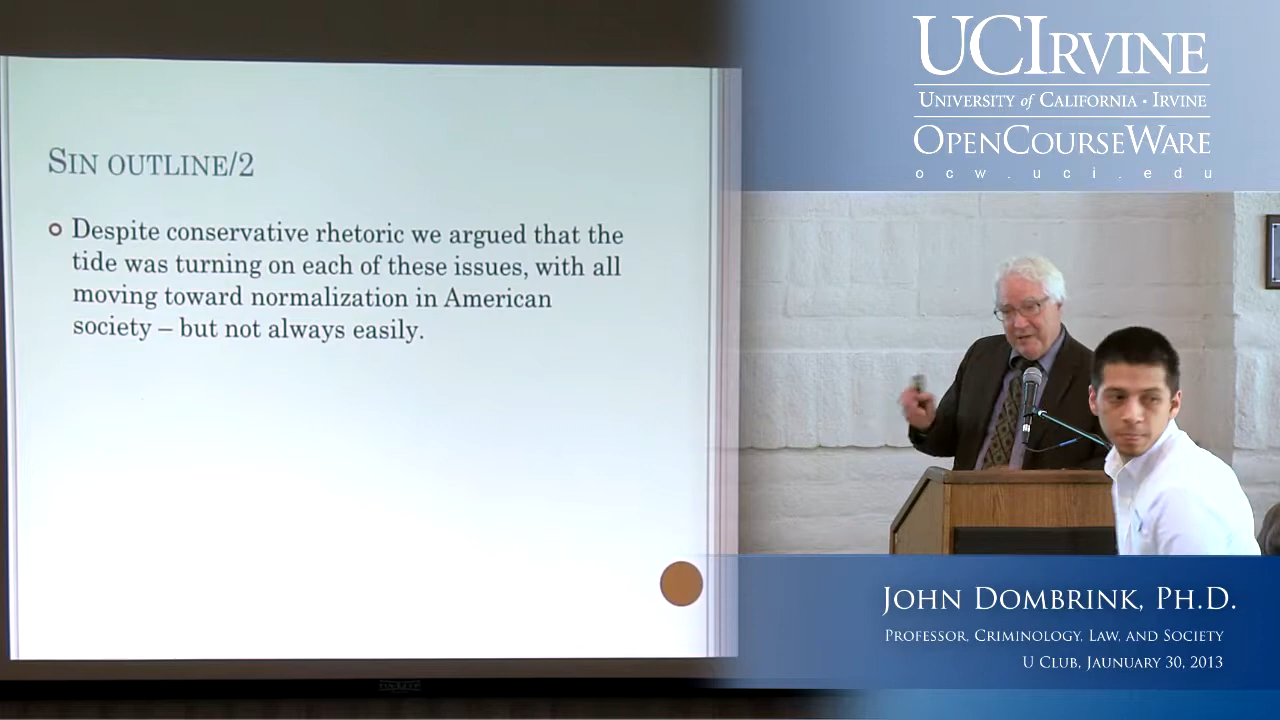 SIN OUTLINE/2
Despite conservative rhetoric we argued that the
tide was turning on each of these issues, with all
moving toward normalization in American
society – but not always easily.
UCIRVINE
UNIVERSITY of CALIFORNIA • IRVINE
OPENCOURSEWARE
ocw.uci.edu
JOHN DOMBRINK, PH.D.
PROFESSOR, CRIMINOLOGY, LAW, AND SOCIETY
U CLUB, JAUNUARY 30, 2013